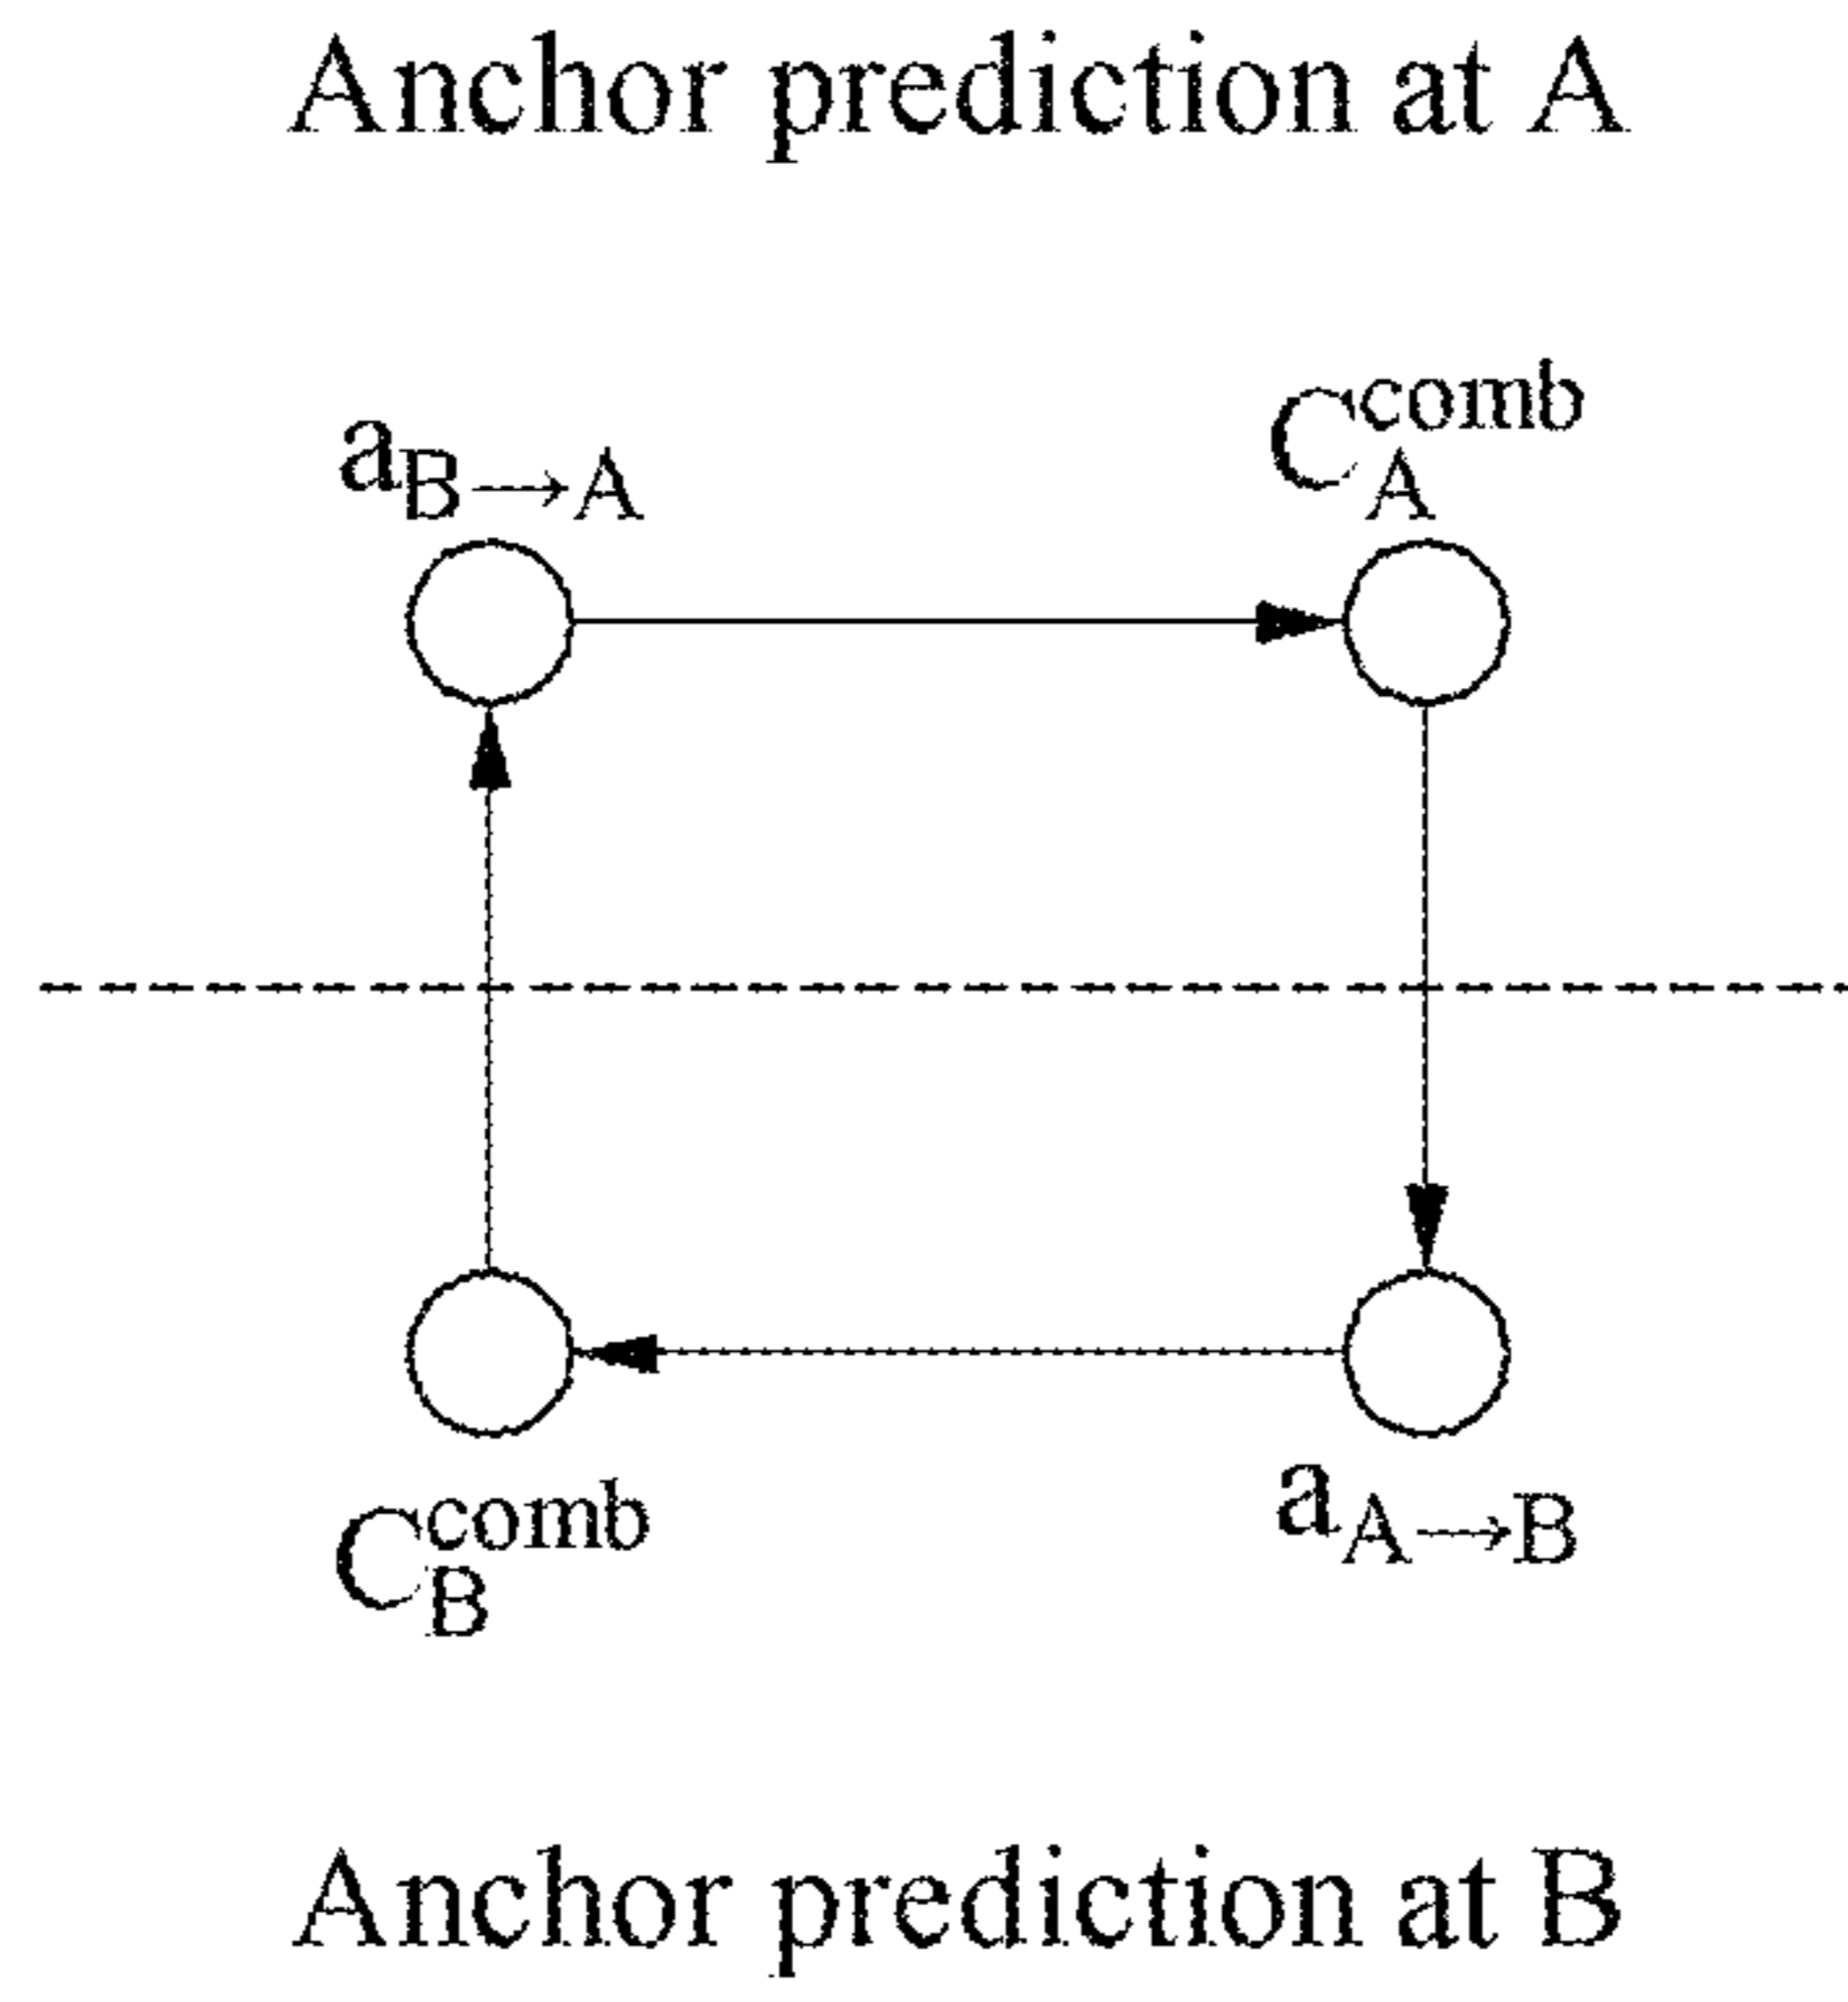 Anchor prediction at A
a_{B→A}
C_A^{comb}
C_B^{comb}
a_{A→B}
Anchor prediction at B